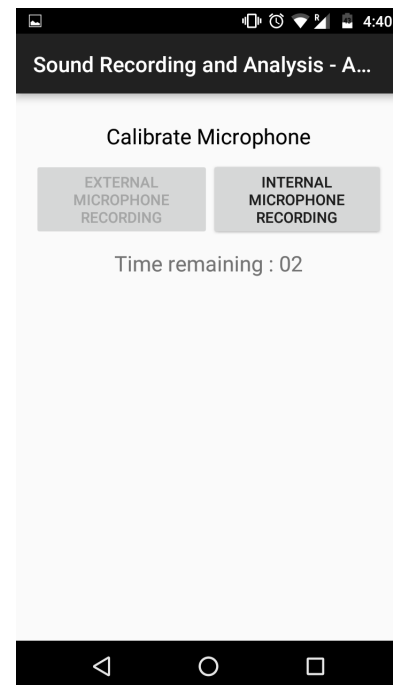 4:40
Sound Recording and Analysis - A...
Calibrate Microphone
EXTERNAL
MICROPHONE
RECORDING
INTERNAL
MICROPHONE
RECORDING
Time remaining : 02